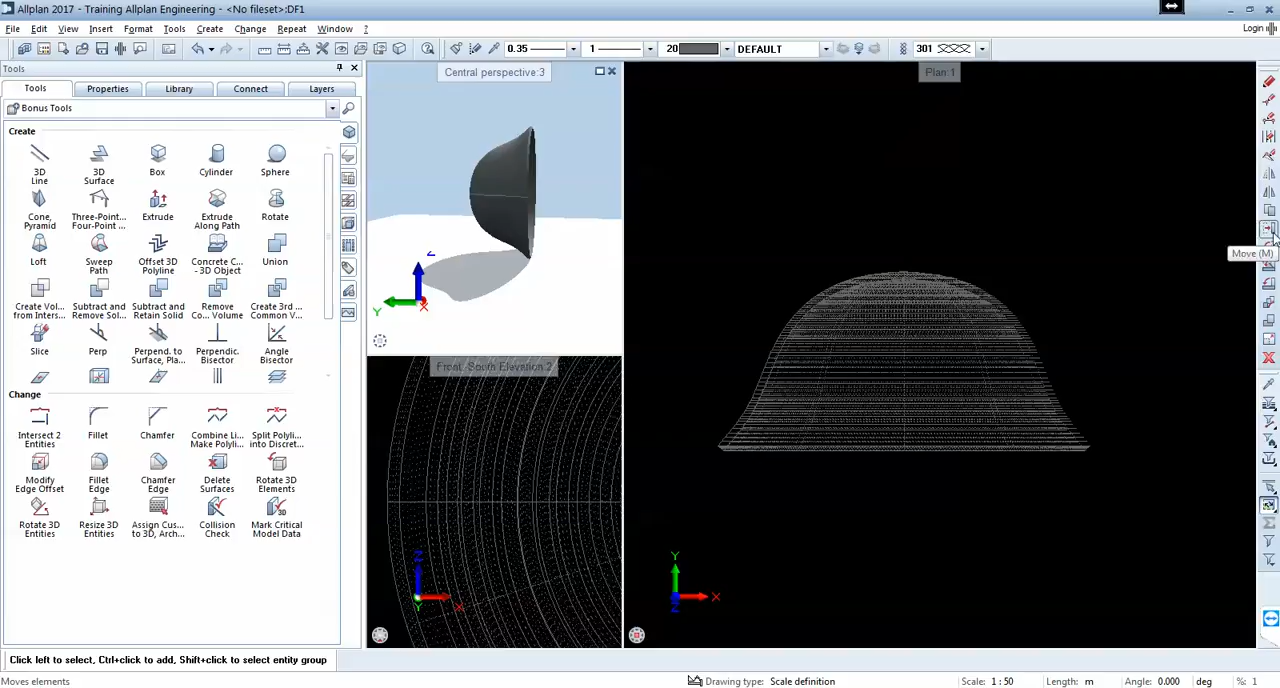 Allplan 2017 - Training Allplan Engineering - <No fileset>:DF1
File Edit View Insert Format Tools Create Change Repeat Window ?
Login
0.35 1 20 DEFAULT 301
Tools
Central perspective:3
Plan:1
Tools Properties Library Connect Layers
Bonus Tools
Create
3D Line
3D Surface
Box
Cylinder
Sphere
Cone, Pyramid
Three-Point... Four-Point ...
Extrude
Extrude Along Path
Rotate
Loft
Sweep Path
Offset 3D Polyline
Concrete C... - 3D Object
Union
Create Vol... from Inters...
Subtract and Remove Sol...
Subtract and Retain Solid
Remove Co... Volume
Create 3rd ... Common V...
Slice
Perp
Perpend. to Surface, Pla...
Perpendic. Bisector
Angle Bisector
Change
Intersect 2 Entities
Fillet
Chamfer
Combine Li... Make Polyli...
Split Polyli... into Discret...
Modify Edge Offset
Fillet Edge
Chamfer Edge
Delete Surfaces
Rotate 3D Elements
Rotate 3D Entities
Resize 3D Entities
Assign Cus... to 3D, Arch...
Collision Check
Mark Critical Model Data
Z
Y
X
Front, South Elevation:2
Z
Y
X
Move (M)
Y
X
Z
Click left to select, Ctrl+click to add, Shift+click to select entity group
Moves elements
Drawing type: Scale definition
Scale: 1 : 50
Length: m
Angle: 0.000 deg
%: 1